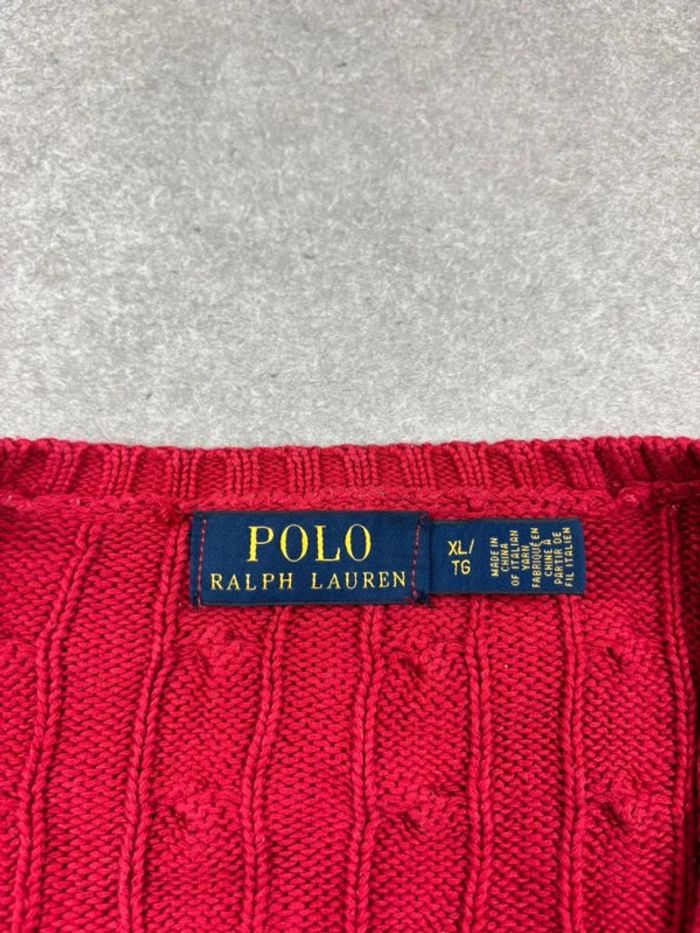 POLO
RALPH LAUREN
XL/
TG
MADE IN
CHINA
OF ITALIAN
YARN
FABRIQUÉ EN
CHINE À
PARTIR DE
FIL ITALIEN